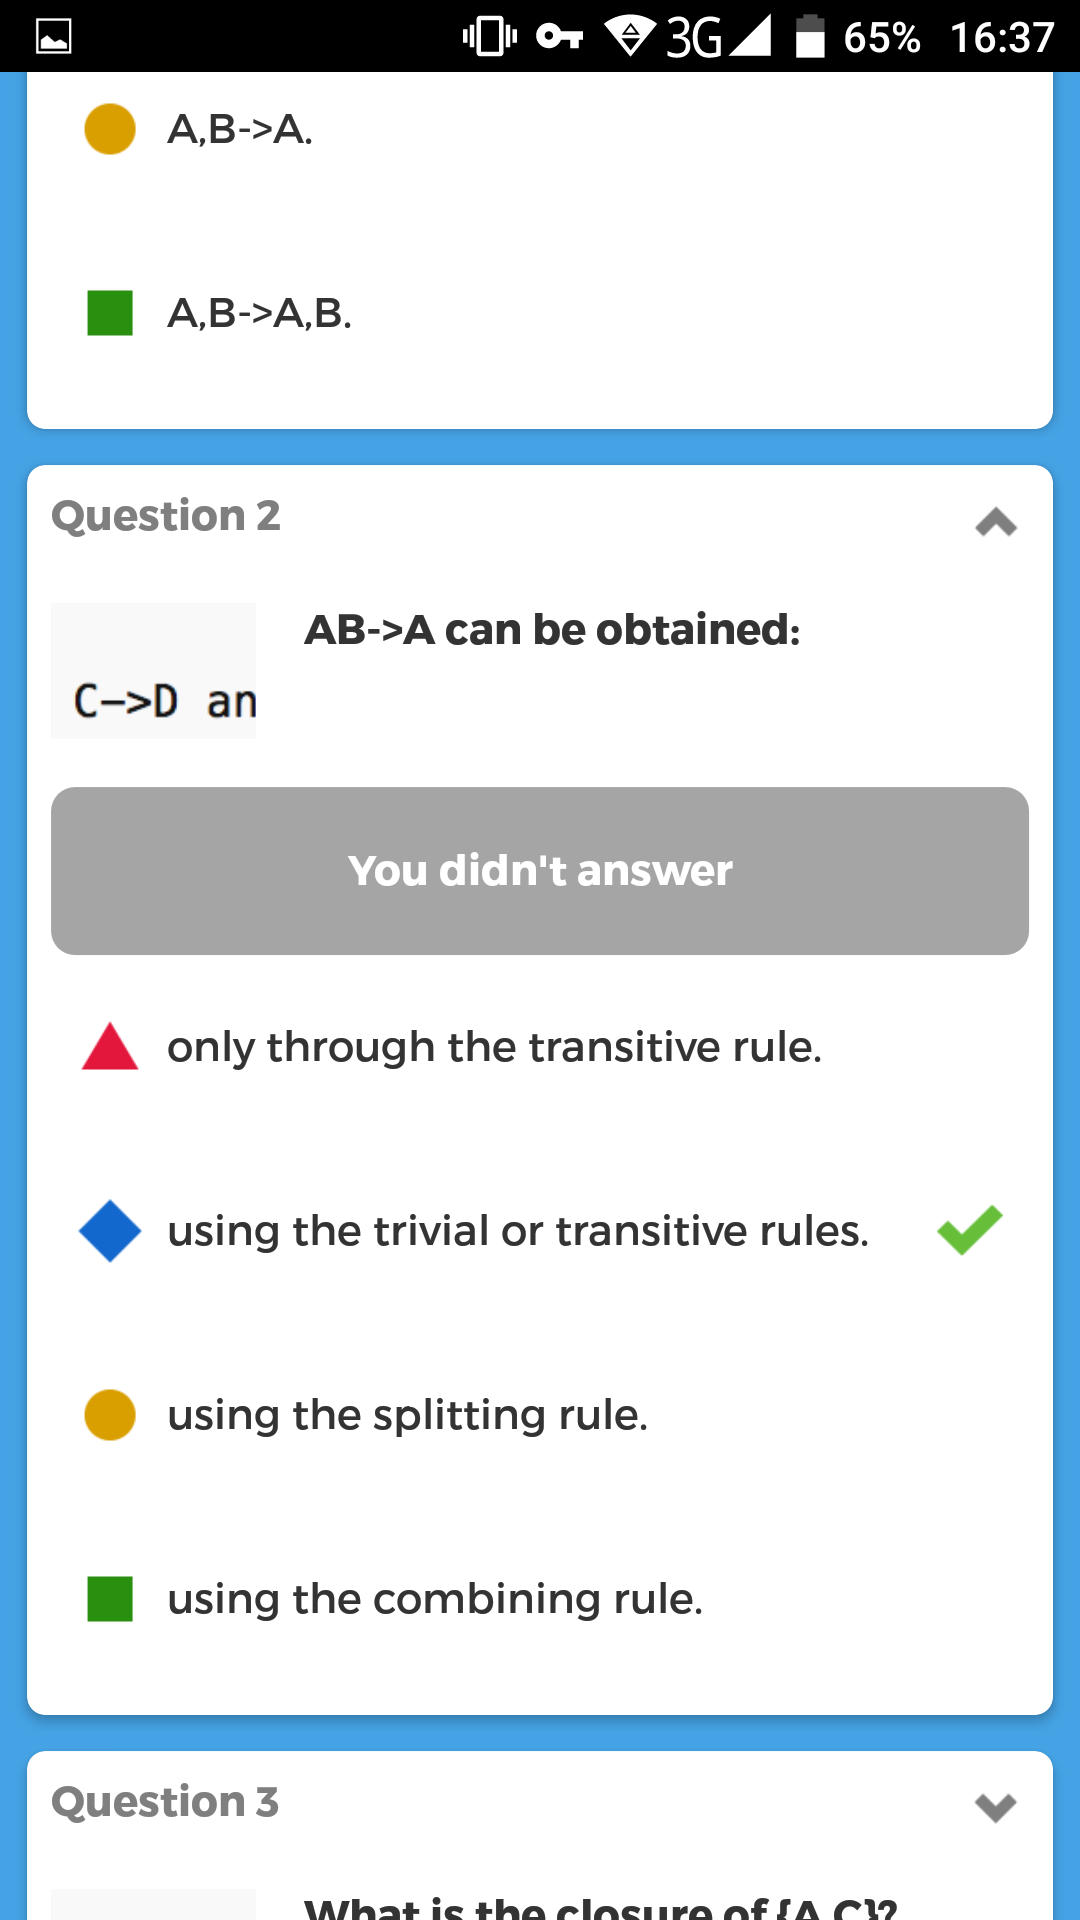 3G 65% 16:37
A,B->A.
A,B->A,B.
Question 2
AB->A can be obtained:
C->D an
You didn't answer
only through the transitive rule.
using the trivial or transitive rules.
using the splitting rule.
using the combining rule.
Question 3
What is the closure of {A,C}?